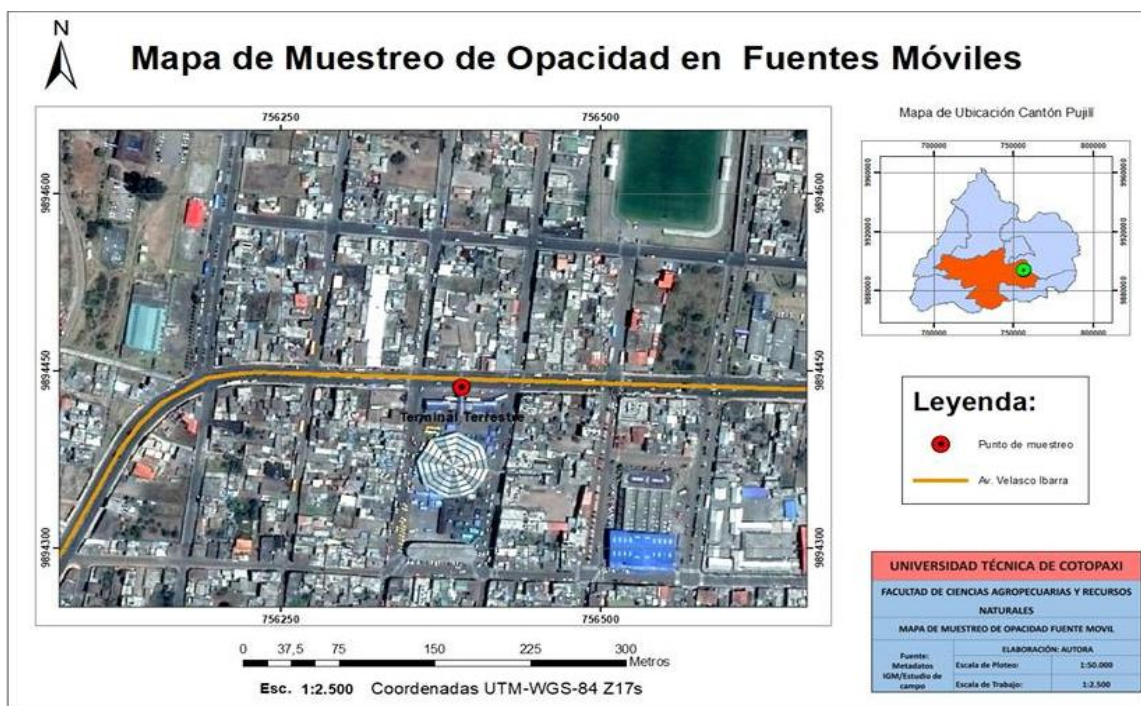 N
Mapa de Muestreo de Opacidad en Fuentes Móviles
756250 756500
9894600 9894600
9894450 9894450
9894300 9894300
Terminal Terrestre
756250 756500
0 37,5 75 150 225 300
Metros
Esc. 1:2.500 Coordenadas UTM-WGS-84 Z17s
Mapa de Ubicación Cantón Pujilí
700000 750000 800000
9960000 9960000
9920000 9920000
9880000 9880000
700000 750000 800000
Leyenda:
Punto de muestreo
Av. Velasco Ibarra
UNIVERSIDAD TÉCNICA DE COTOPAXI
FACULTAD DE CIENCIAS AGROPECUARIAS Y RECURSOS
NATURALES
MAPA DE MUESTREO DE OPACIDAD FUENTE MOVIL
Fuente:
Metadatos
IGM/Estudio de
campo
ELABORACIÓN: AUTORA
Escala de Ploteo: 1:50.000
Escala de Trabajo: 1:2.500